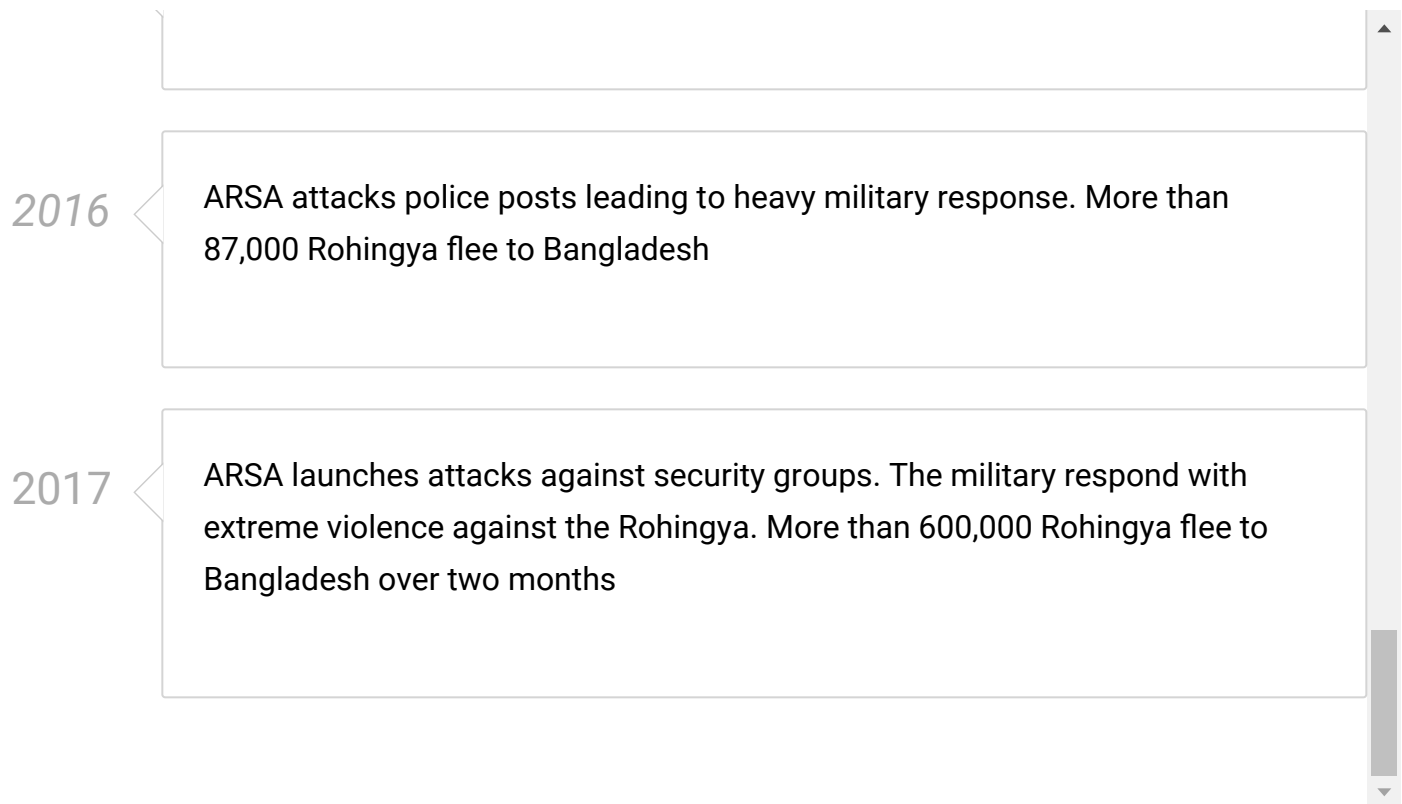 2016
ARSA attacks police posts leading to heavy military response. More than
87,000 Rohingya flee to Bangladesh
2017
ARSA launches attacks against security groups. The military respond with
extreme violence against the Rohingya. More than 600,000 Rohingya flee to
Bangladesh over two months